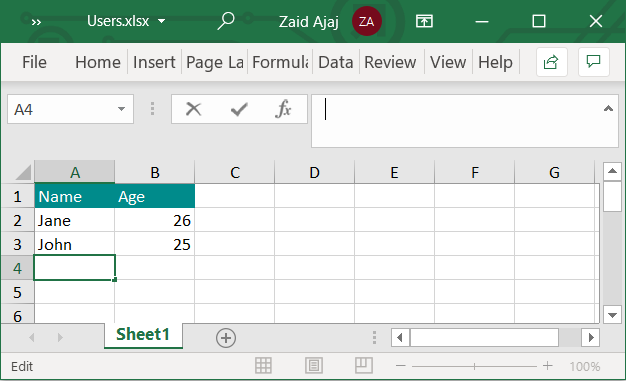 ›› Users.xlsx Zaid Ajaj ZA
File Home Insert Page La Formula Data Review View Help
A4 fx
A B C D E F G
1 Name Age
2 Jane 26
3 John 25
4
5
6
Sheet1
Edit 100%